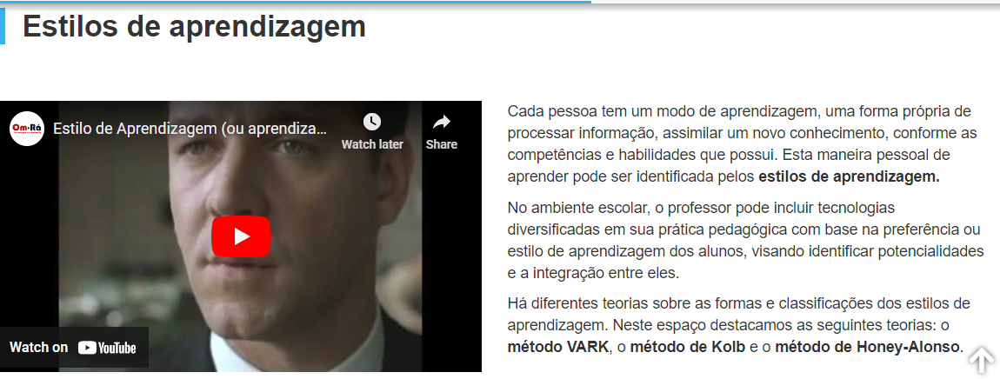 Estilos de aprendizagem
Om-Rá
Estilo de Aprendizagem (ou aprendiza...
Watch later
Share
Watch on YouTube
Cada pessoa tem um modo de aprendizagem, uma forma própria de
processar informação, assimilar um novo conhecimento, conforme as
competências e habilidades que possui. Esta maneira pessoal de
aprender pode ser identificada pelos estilos de aprendizagem.
No ambiente escolar, o professor pode incluir tecnologias
diversificadas em sua prática pedagógica com base na preferência ou
estilo de aprendizagem dos alunos, visando identificar potencialidades
e a integração entre eles.
Há diferentes teorias sobre as formas e classificações dos estilos de
aprendizagem. Neste espaço destacamos as seguintes teorias: o
método VARK, o método de Kolb e o método de Honey-Alonso.